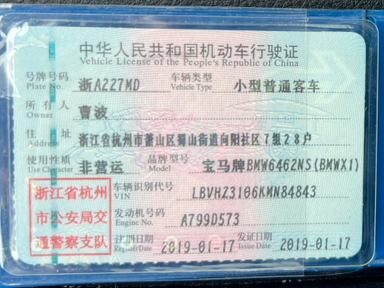 中华人民共和国机动车行驶证
Vehicle License of the People's Republic of China
号牌号码 浙A227MD 车辆类型 小型普通客车
Plate No. Vehicle Type
所有人 曹波
Owner
住址 浙江省杭州市萧山区蜀山街道向阳社区7组28户
Address
使用性质 非营运 品牌型号 宝马牌BMW6462NS(BMWX1)
Use Character Model
浙江省杭州 车辆识别代号 LBVHZ3106KMN84843
VIN
市公安局交 发动机号码 A799D573
Engine No.
通警察支队 注册日期 2019-01-17 发证日期 2019-01-17
Register Date Issue Date